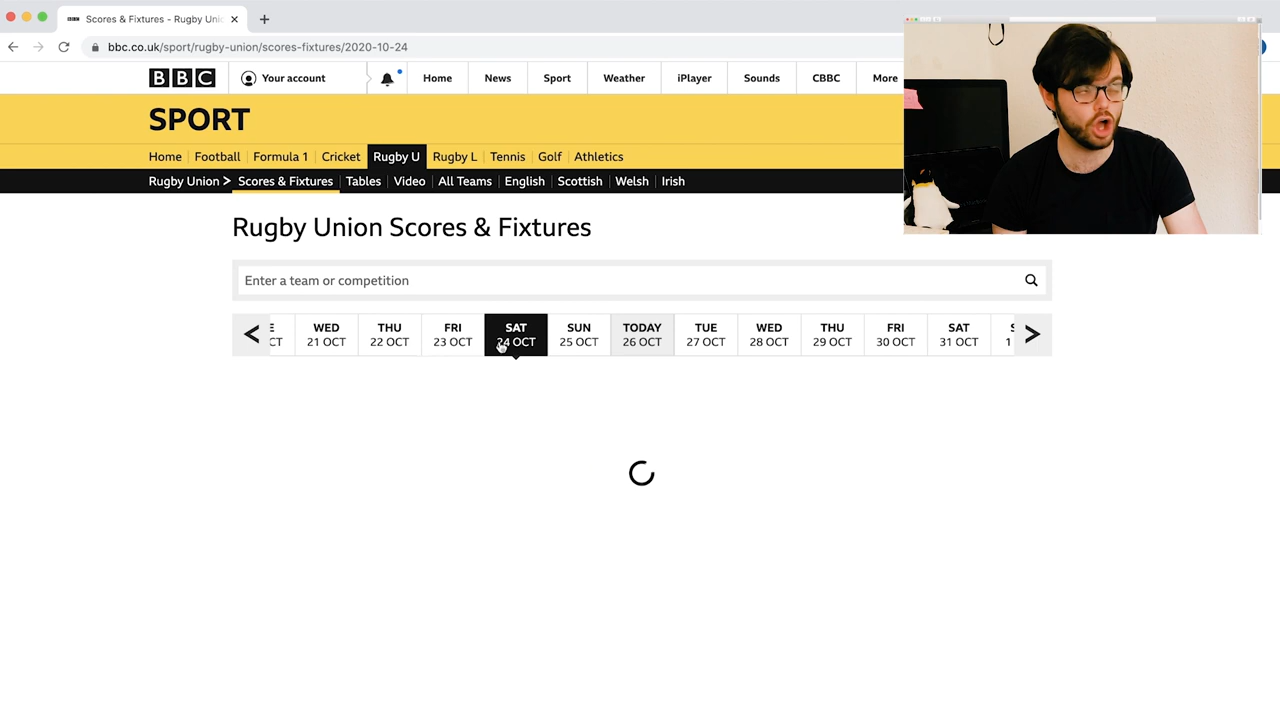 Scores & Fixtures - Rugby Uni
bbc.co.uk/sport/rugby-union/scores-fixtures/2020-10-24
BBC Your account Home News Sport Weather iPlayer Sounds CBBC More
SPORT
Home Football Formula 1 Cricket Rugby U Rugby L Tennis Golf Athletics
Rugby Union > Scores & Fixtures Tables Video All Teams English Scottish Welsh Irish
Rugby Union Scores & Fixtures
Enter a team or competition
< E WED THU FRI SAT SUN TODAY TUE WED THU FRI SAT S >
CT 21 OCT 22 OCT 23 OCT 24 OCT 25 OCT 26 OCT 27 OCT 28 OCT 29 OCT 30 OCT 31 OCT 1